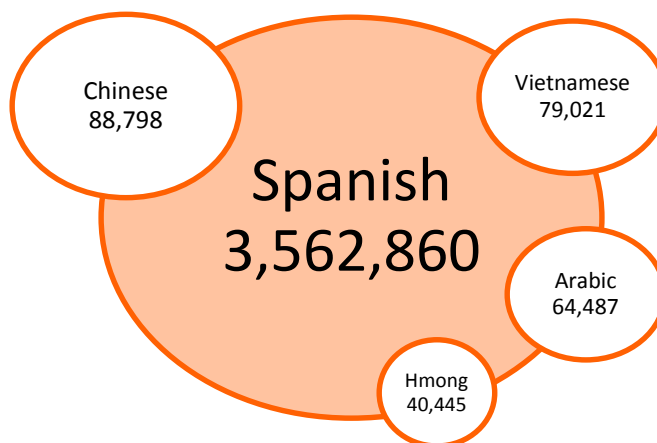 Chinese
88,798
Vietnamese
79,021
Spanish
3,562,860
Arabic
64,487
Hmong
40,445